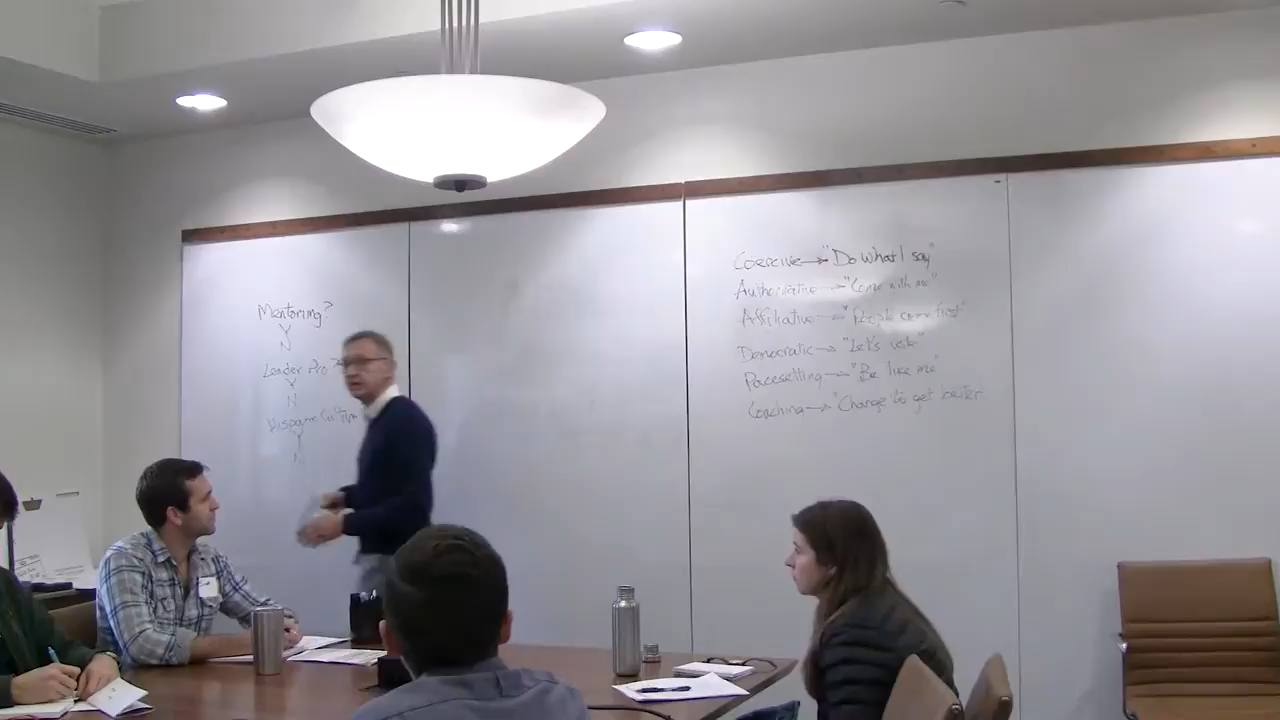 Mentoring?
Y
N
Leader Pro?
Y
N
Y
N
Coercive → "Do what I say"
Authoritative → "Come with me"
Affiliative → "People come first"
Democratic → "Let's vote"
Pacesetting → "Be like me"
Coaching → "Change to get better